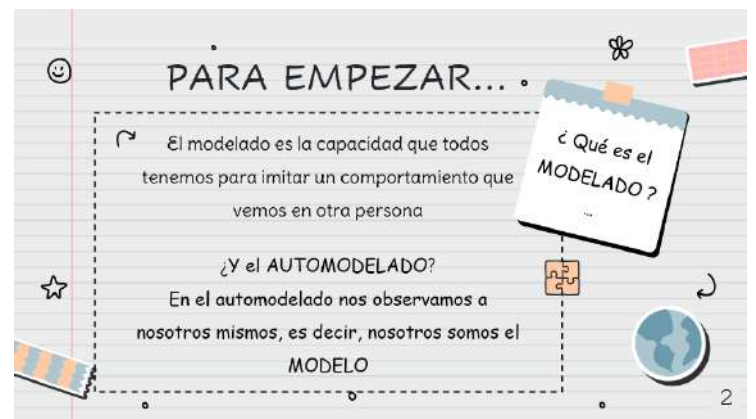 PARA EMPEZAR...
El modelado es la capacidad que todos
tenemos para imitar un comportamiento que
vemos en otra persona
¿ Qué es el
MODELADO ?
...
¿Y el AUTOMODELADO?
En el automodelado nos observamos a
nosotros mismos, es decir, nosotros somos el
MODELO
2